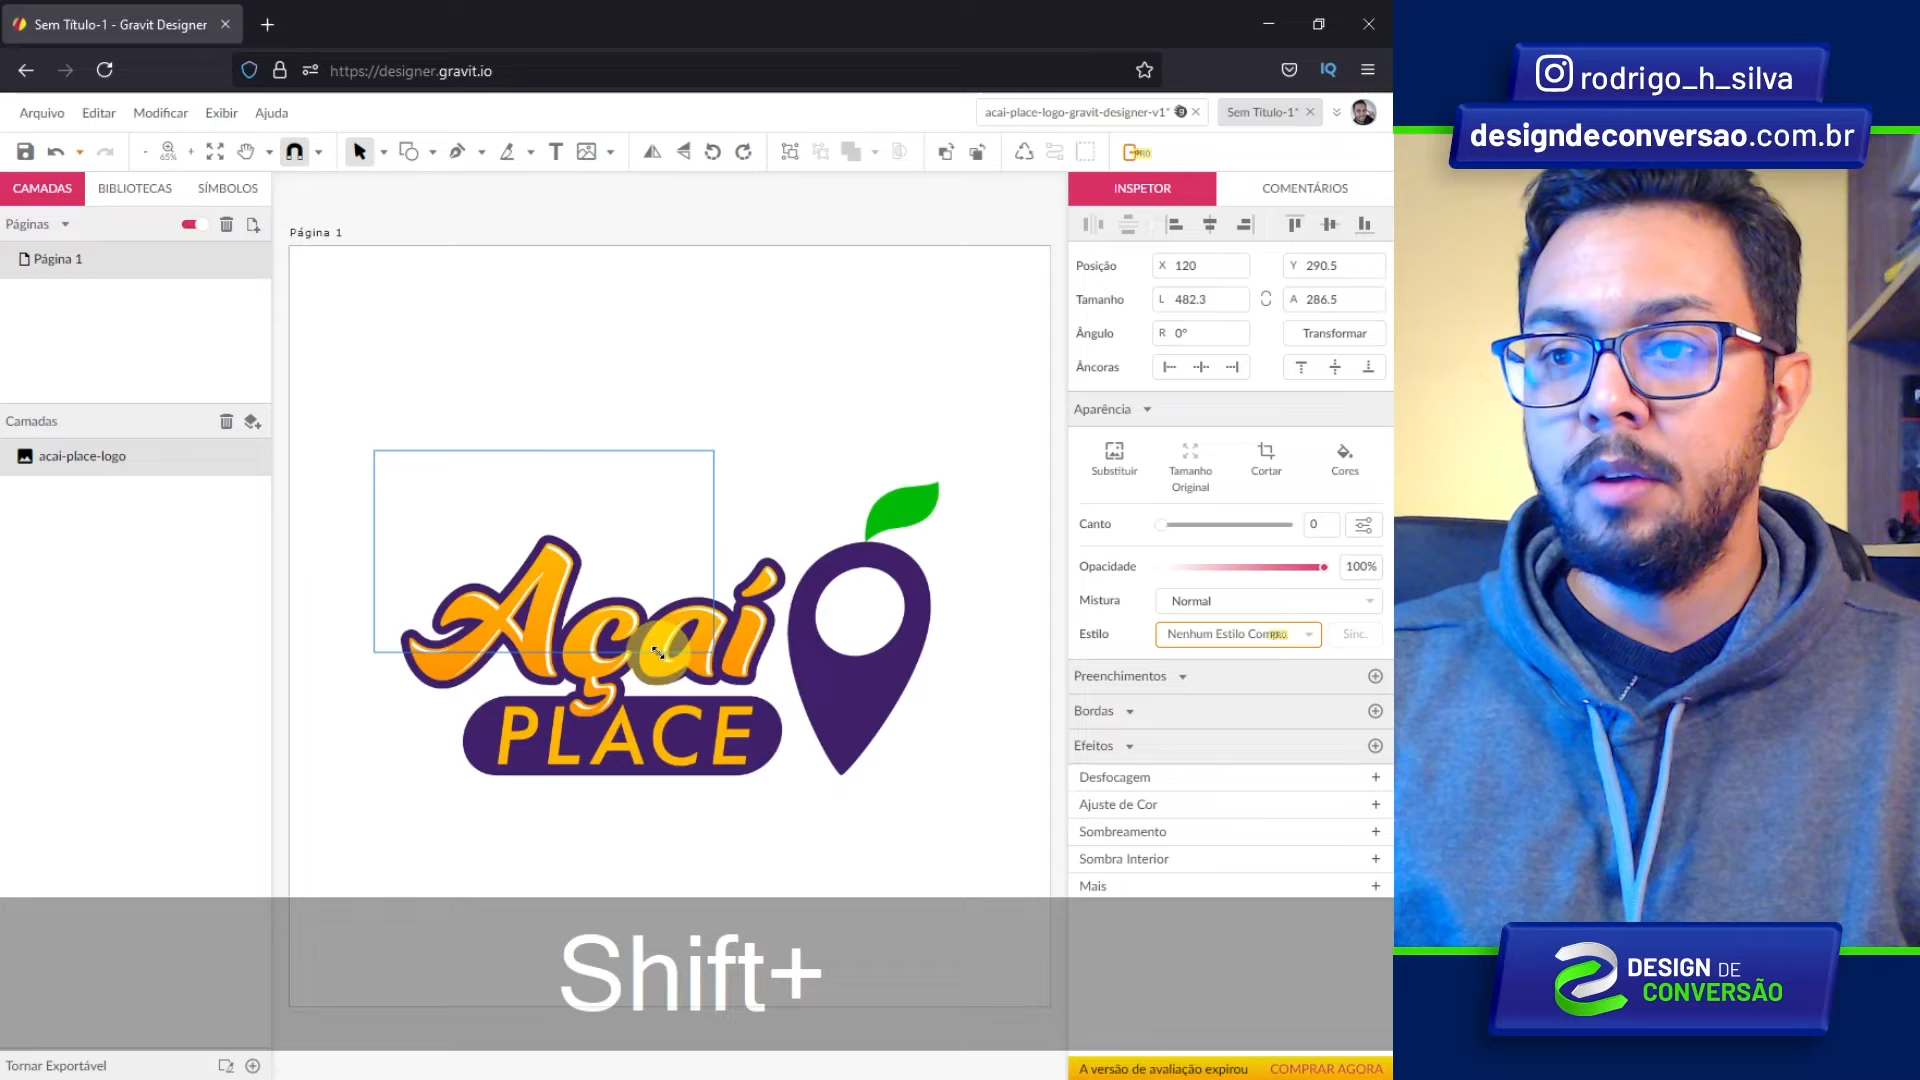 Sem Título-1 - Gravit Designer
https://designer.gravit.io
IQ
Arquivo Editar Modificar Exibir Ajuda
acai-place-logo-gravit-designer-v1*
Sem Título-1*
65%
PRO
CAMADAS BIBLIOTECAS SÍMBOLOS
Páginas
Página 1
Camadas
acai-place-logo
Tornar Exportável
Página 1
Açaí
PLACE
Shift+
INSPETOR COMENTÁRIOS
Posição X 120 Y 290.5
Tamanho L 482.3 A 286.5
Ângulo R 0° Transformar
Âncoras
Aparência
Substituir Tamanho Original Cortar Cores
Canto 0
Opacidade 100%
Mistura Normal
Estilo Nenhum Estilo Com PRO Sinc.
Preenchimentos
Bordas
Efeitos
Desfocagem +
Ajuste de Cor +
Sombreamento +
Sombra Interior +
Mais +
A versão de avaliação expirou COMPRAR AGORA
rodrigo_h_silva
designdeconversao.com.br
DESIGN DE
CONVERSÃO